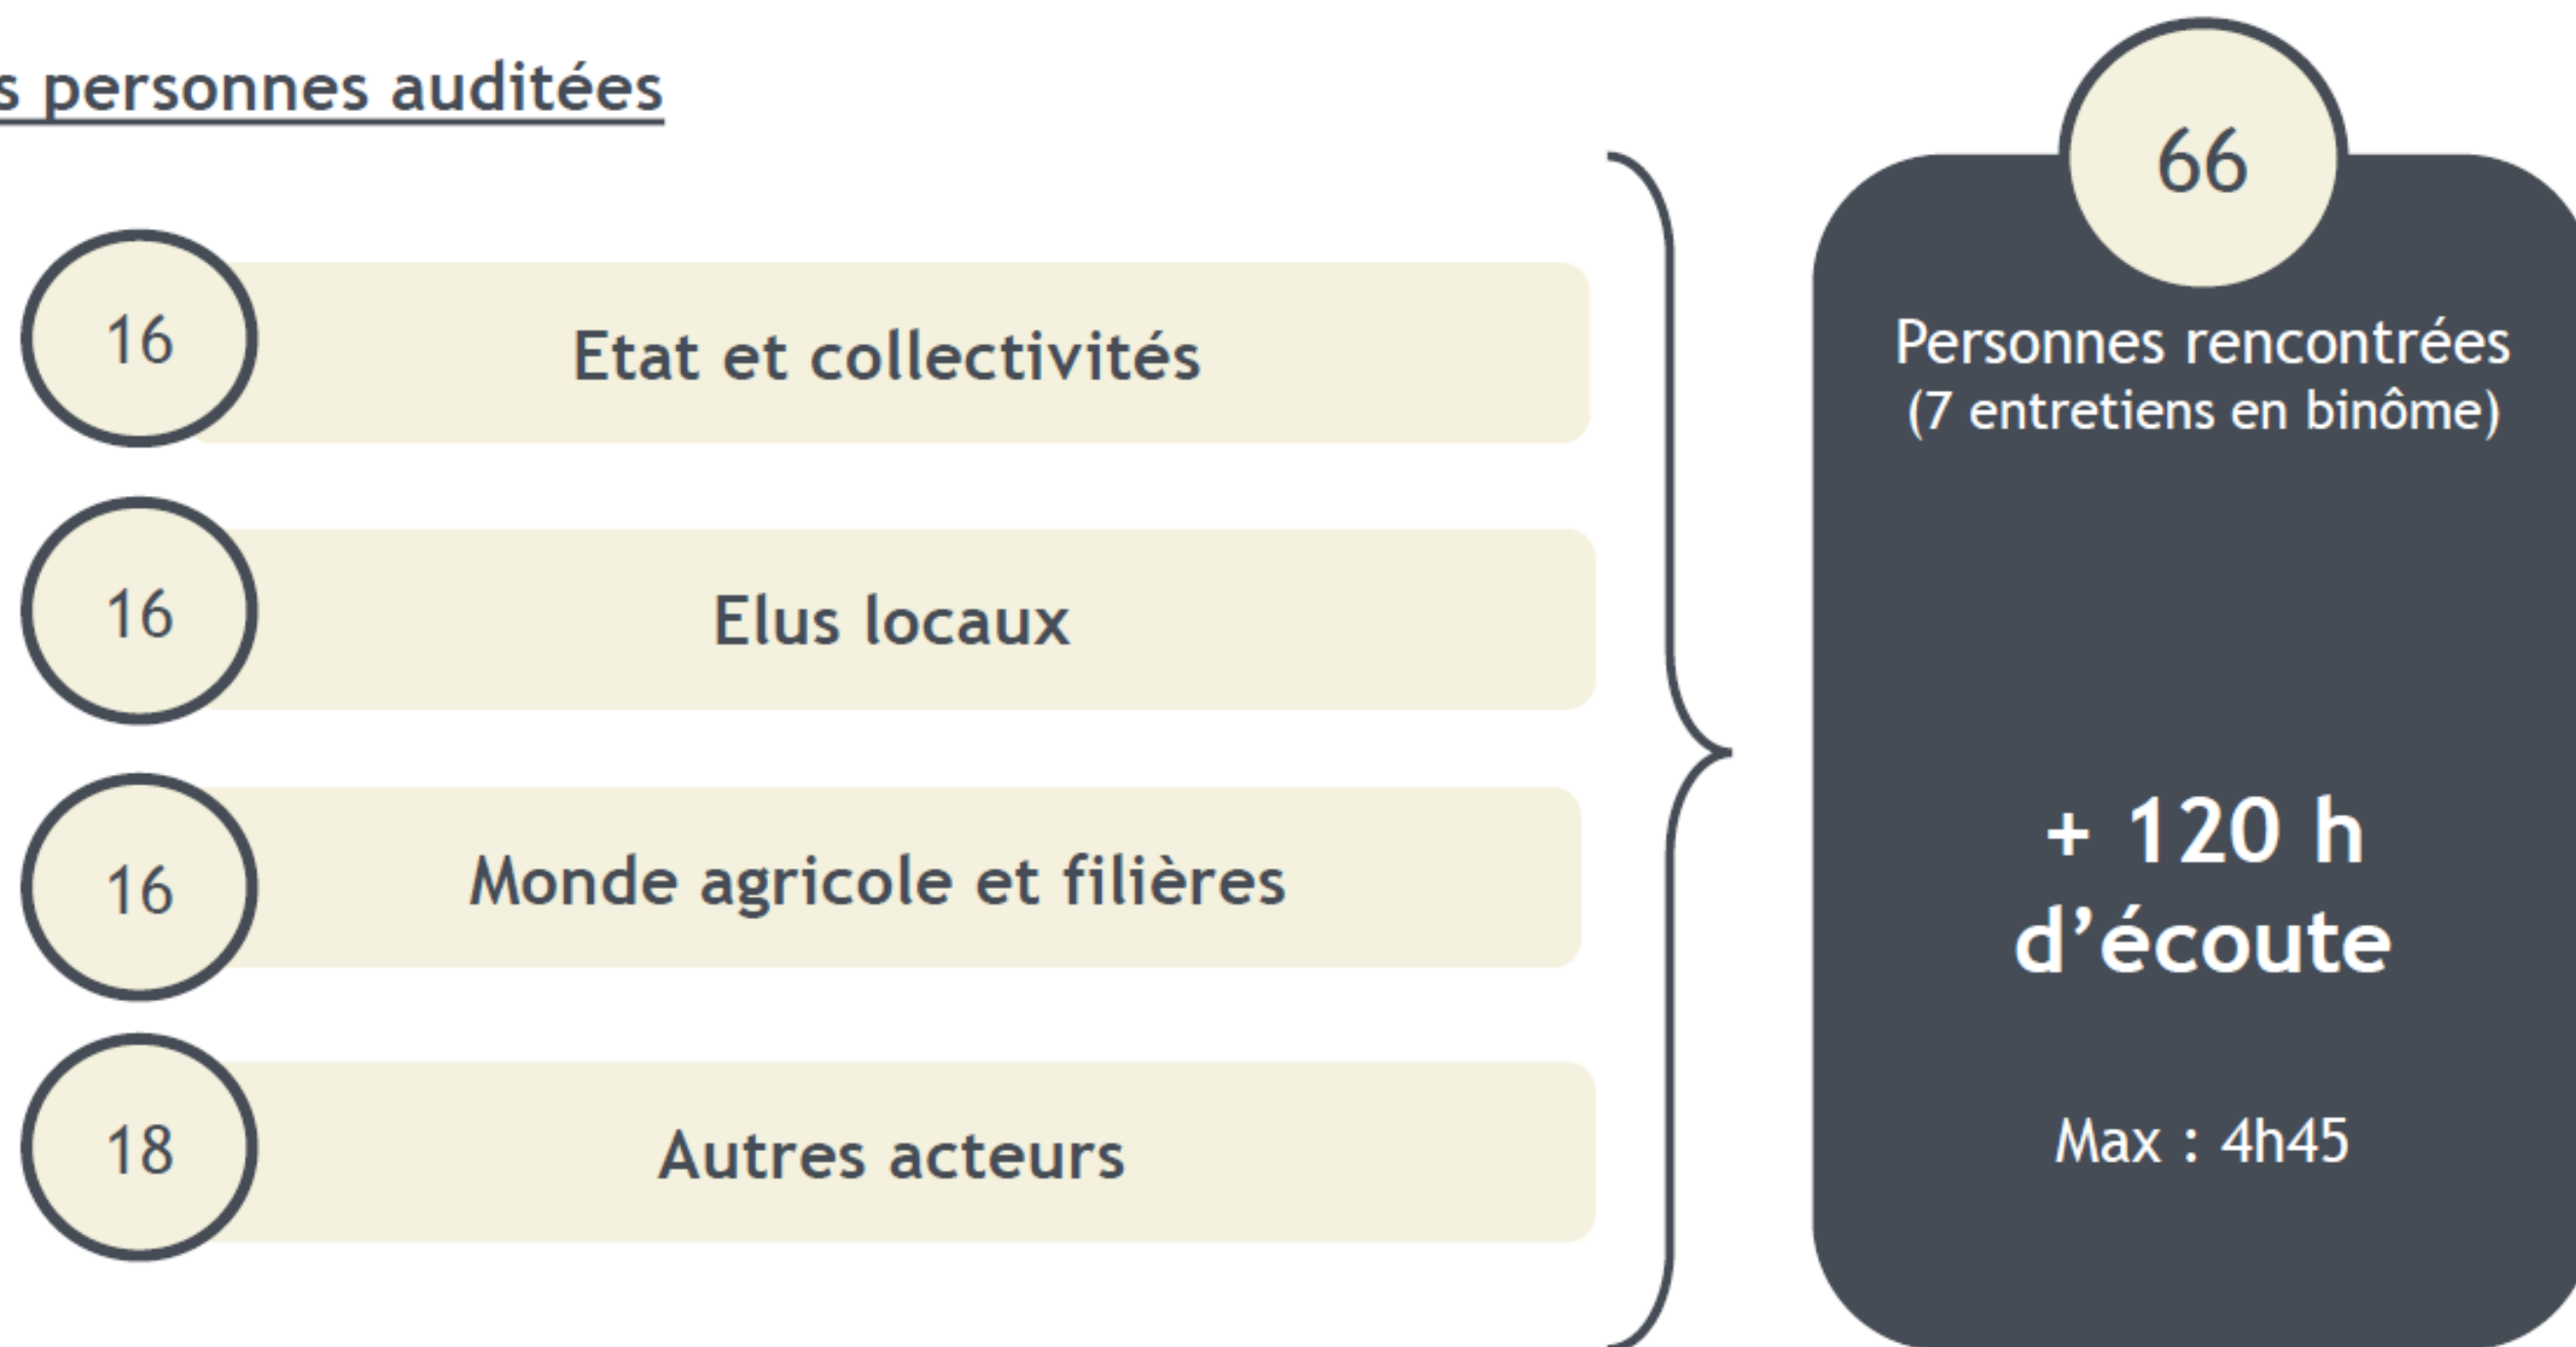 s personnes auditées
16
Etat et collectivités
16
Elus locaux
16
Monde agricole et filières
18
Autres acteurs
66
Personnes rencontrées
(7 entretiens en binôme)
+ 120 h
d’écoute
Max : 4h45